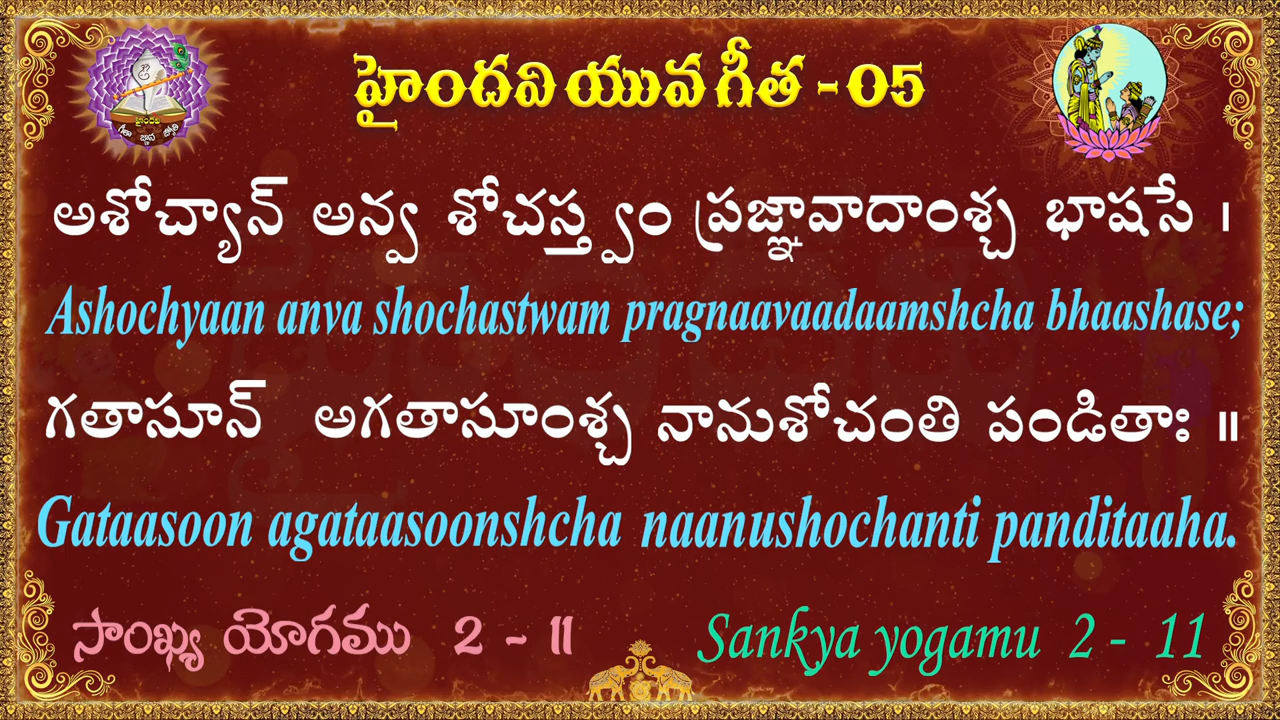 హైందవి యువ గీత - 05
హైందవి
గీతా జ్ఞాన జ్యోతి
అశోచ్యాన్ అన్వ శోచస్త్వం ప్రజ్ఞావాదాంశ్చ భాషసే ।
Ashochyaan anva shochastwam pragnaavaadaamshcha bhaashase;
గతాసూన్ అగతాసూంశ్చ నానుశోచంతి పండితాః ॥
Gataasoon agataasoonshcha naanushochanti panditaaha.
సాంఖ్య యోగము 2 - 11
Sankya yogamu 2 - 11